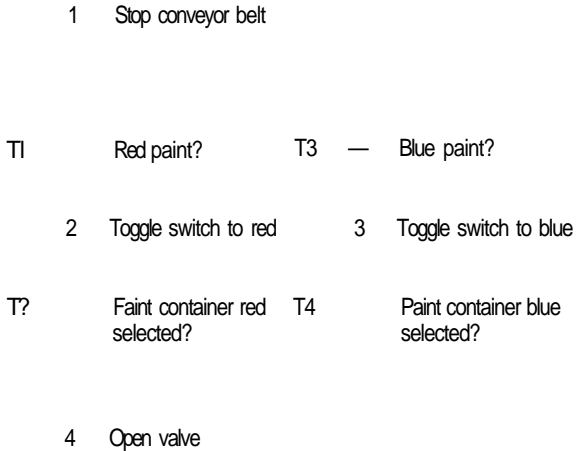 1 Stop conveyor belt
TI Red paint? T3 — Blue paint?
2 Toggle switch to red 3 Toggle switch to blue
T? Faint container red selected? T4 Paint container blue selected?
4 Open valve